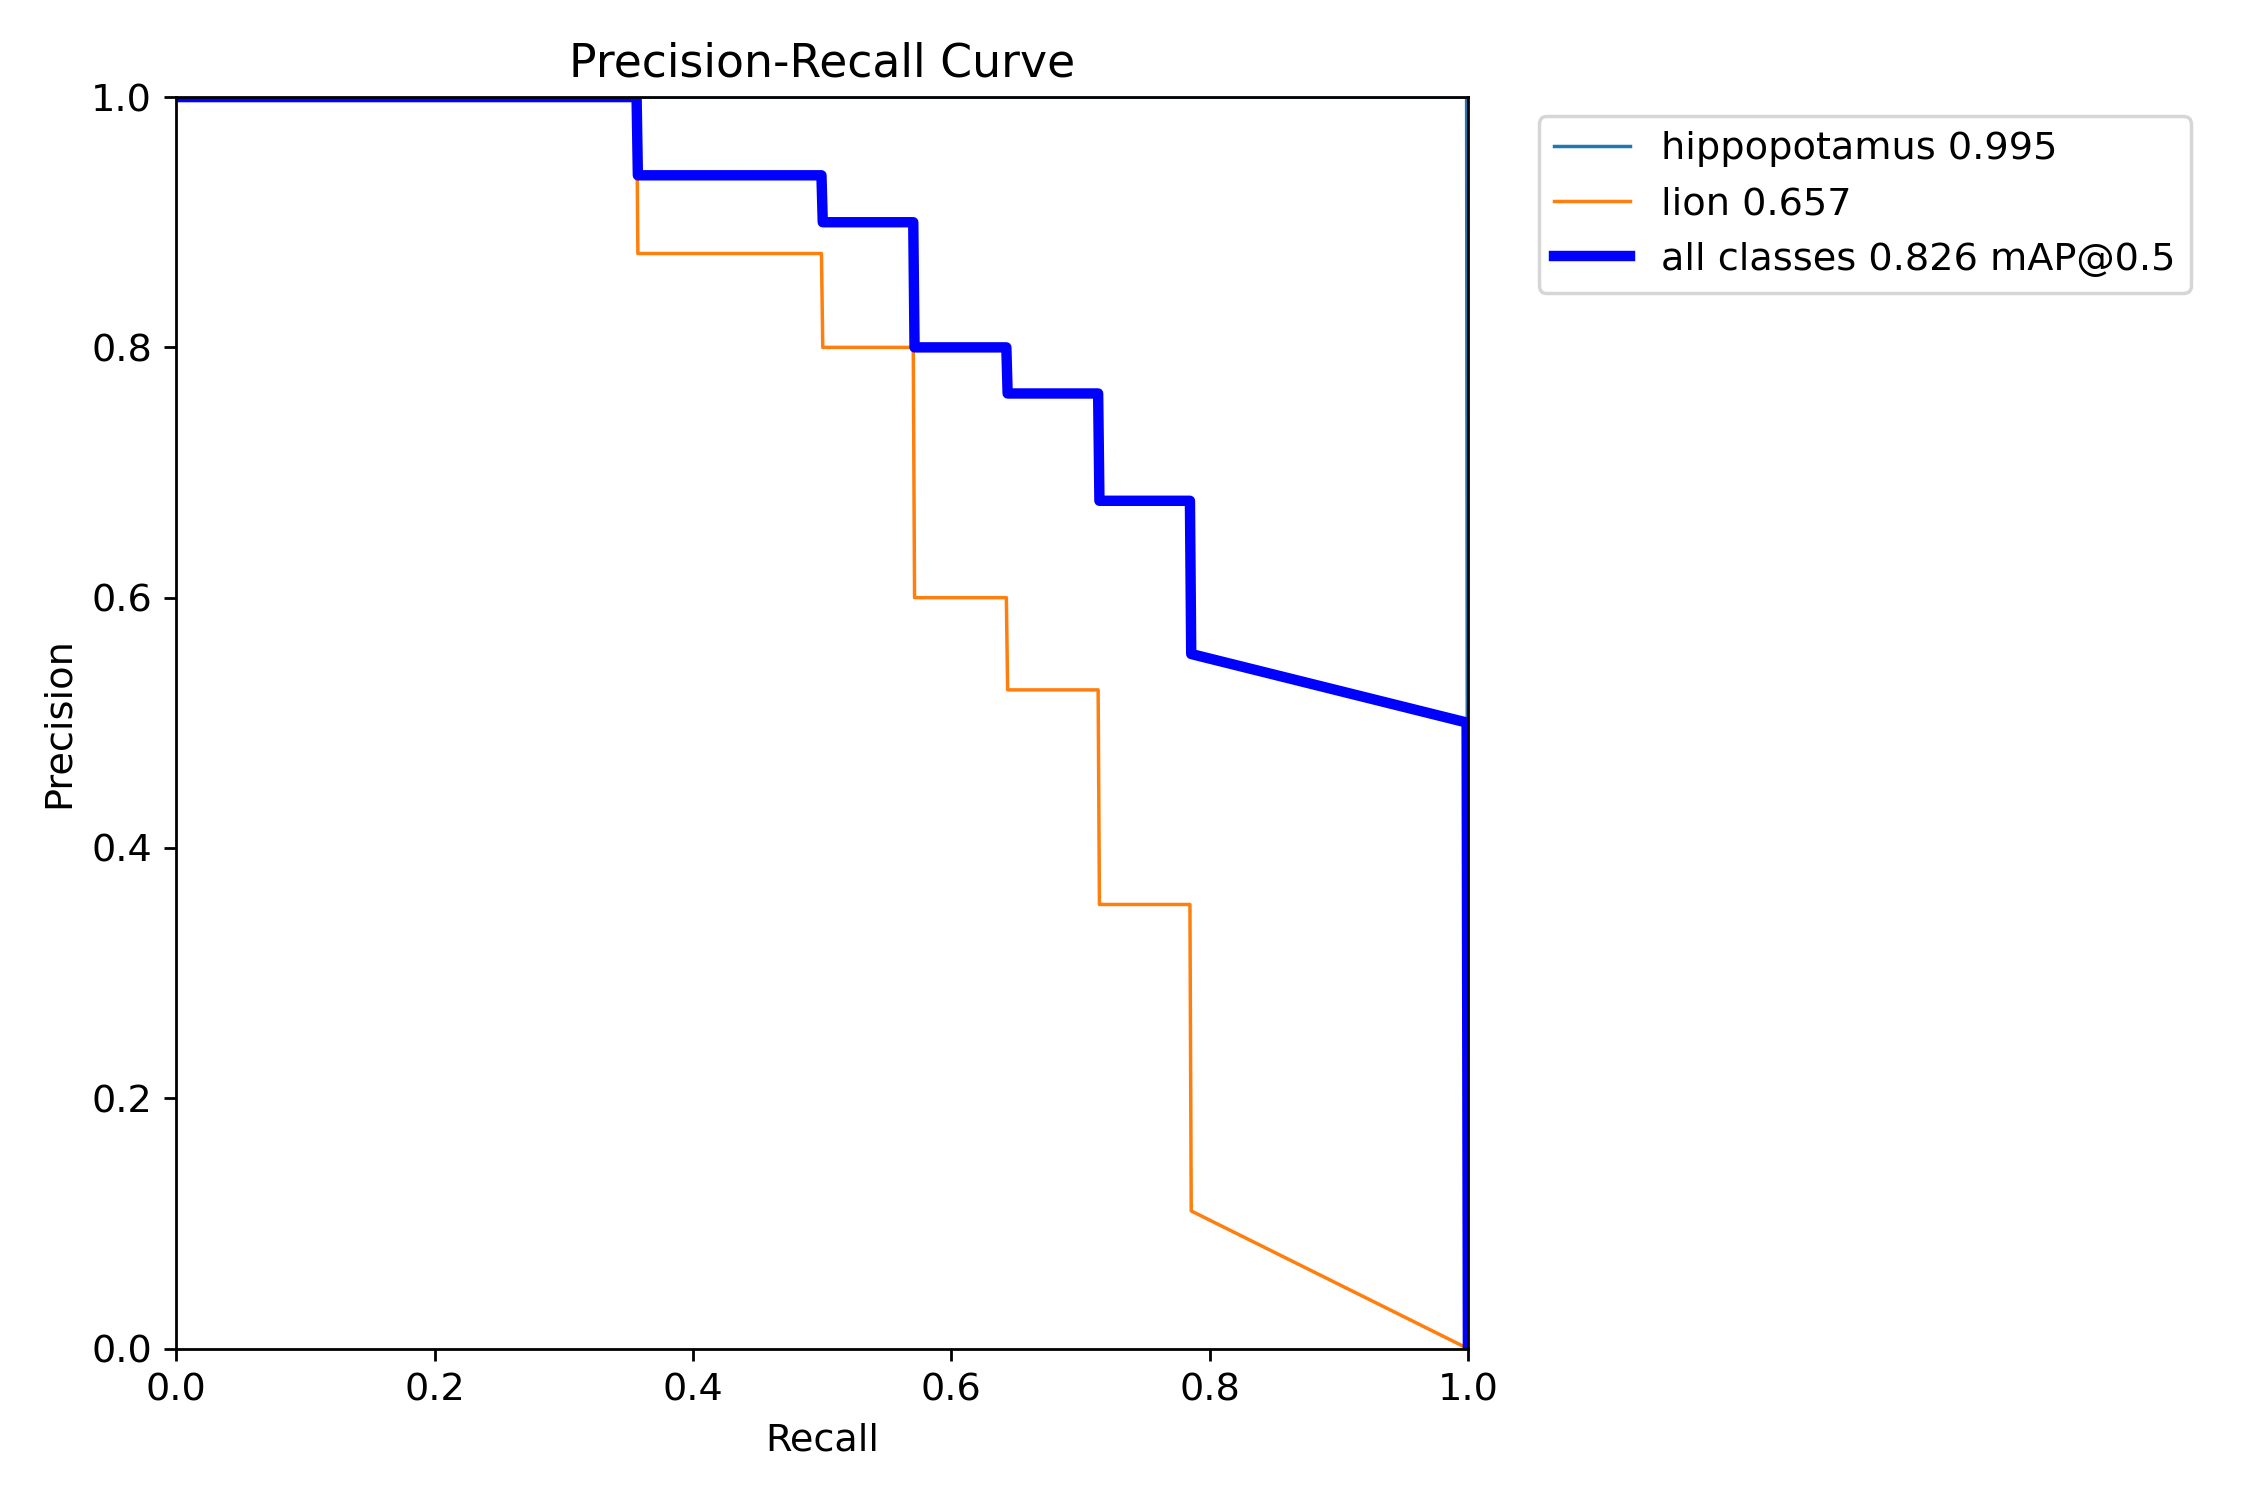 Precision-Recall Curve
1.0
0.8
0.6
0.4
0.2
0.0
Precision
0.0 0.2 0.4 0.6 0.8 1.0
Recall
hippopotamus 0.995
lion 0.657
all classes 0.826 mAP@0.5